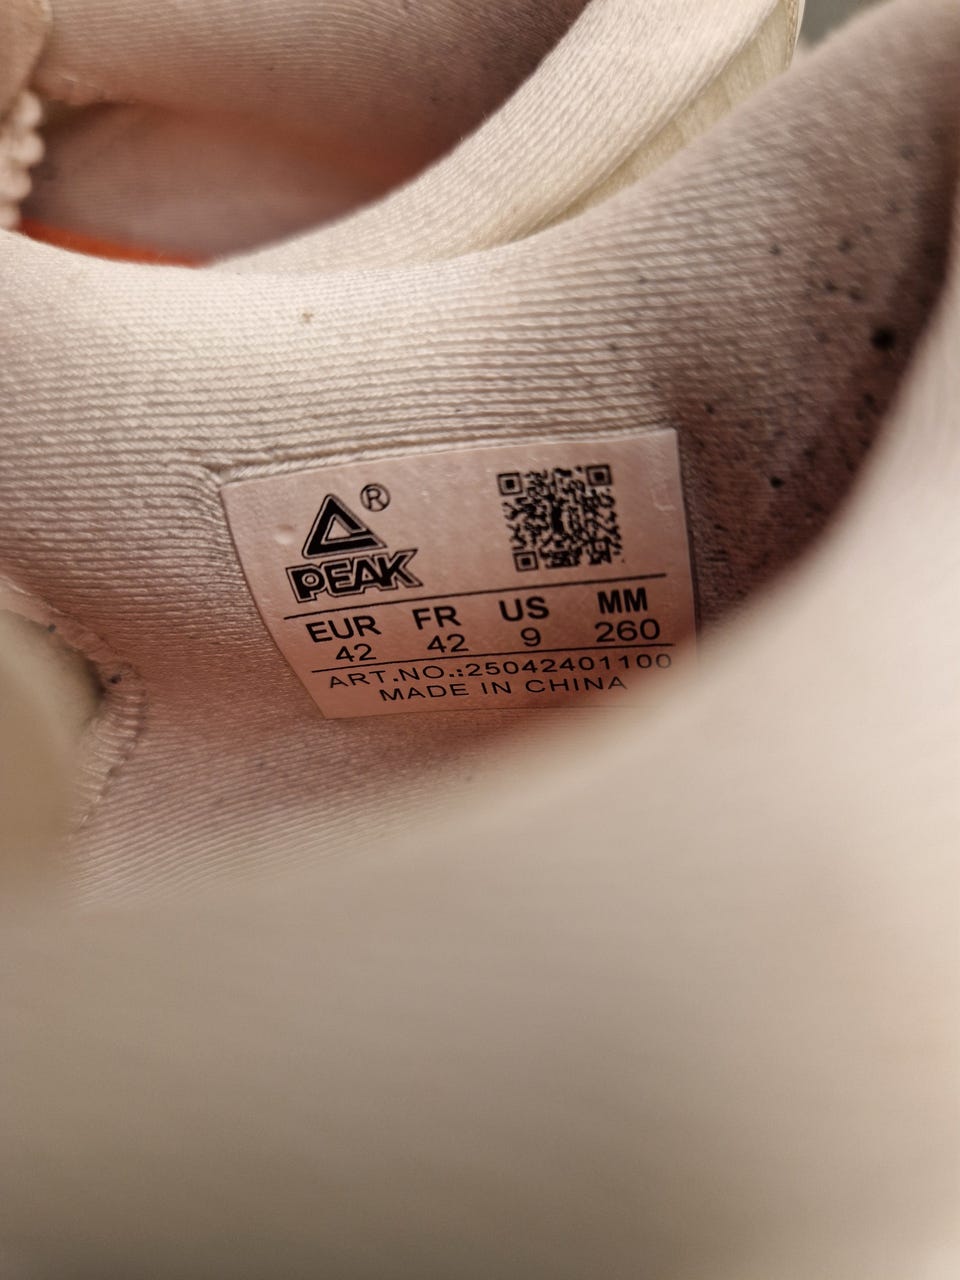 ®
PEAK
EUR FR US MM
42 42 9 260
ART.NO.:25042401100
MADE IN CHINA